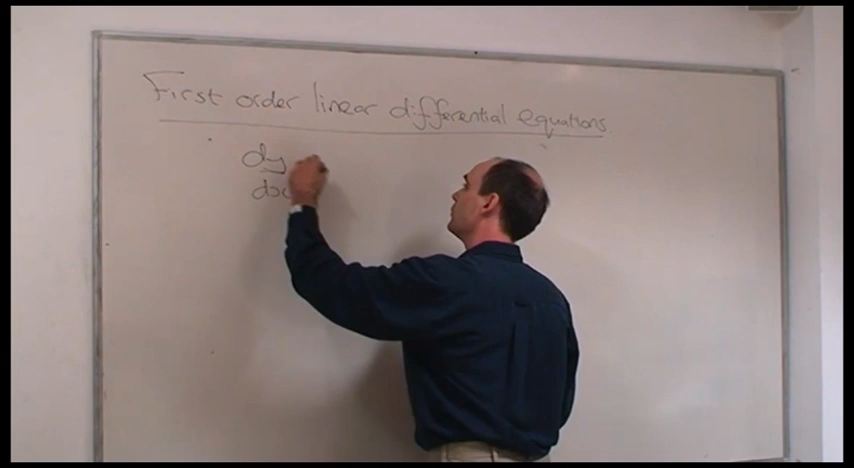 First order linear differential equations
dy
dx